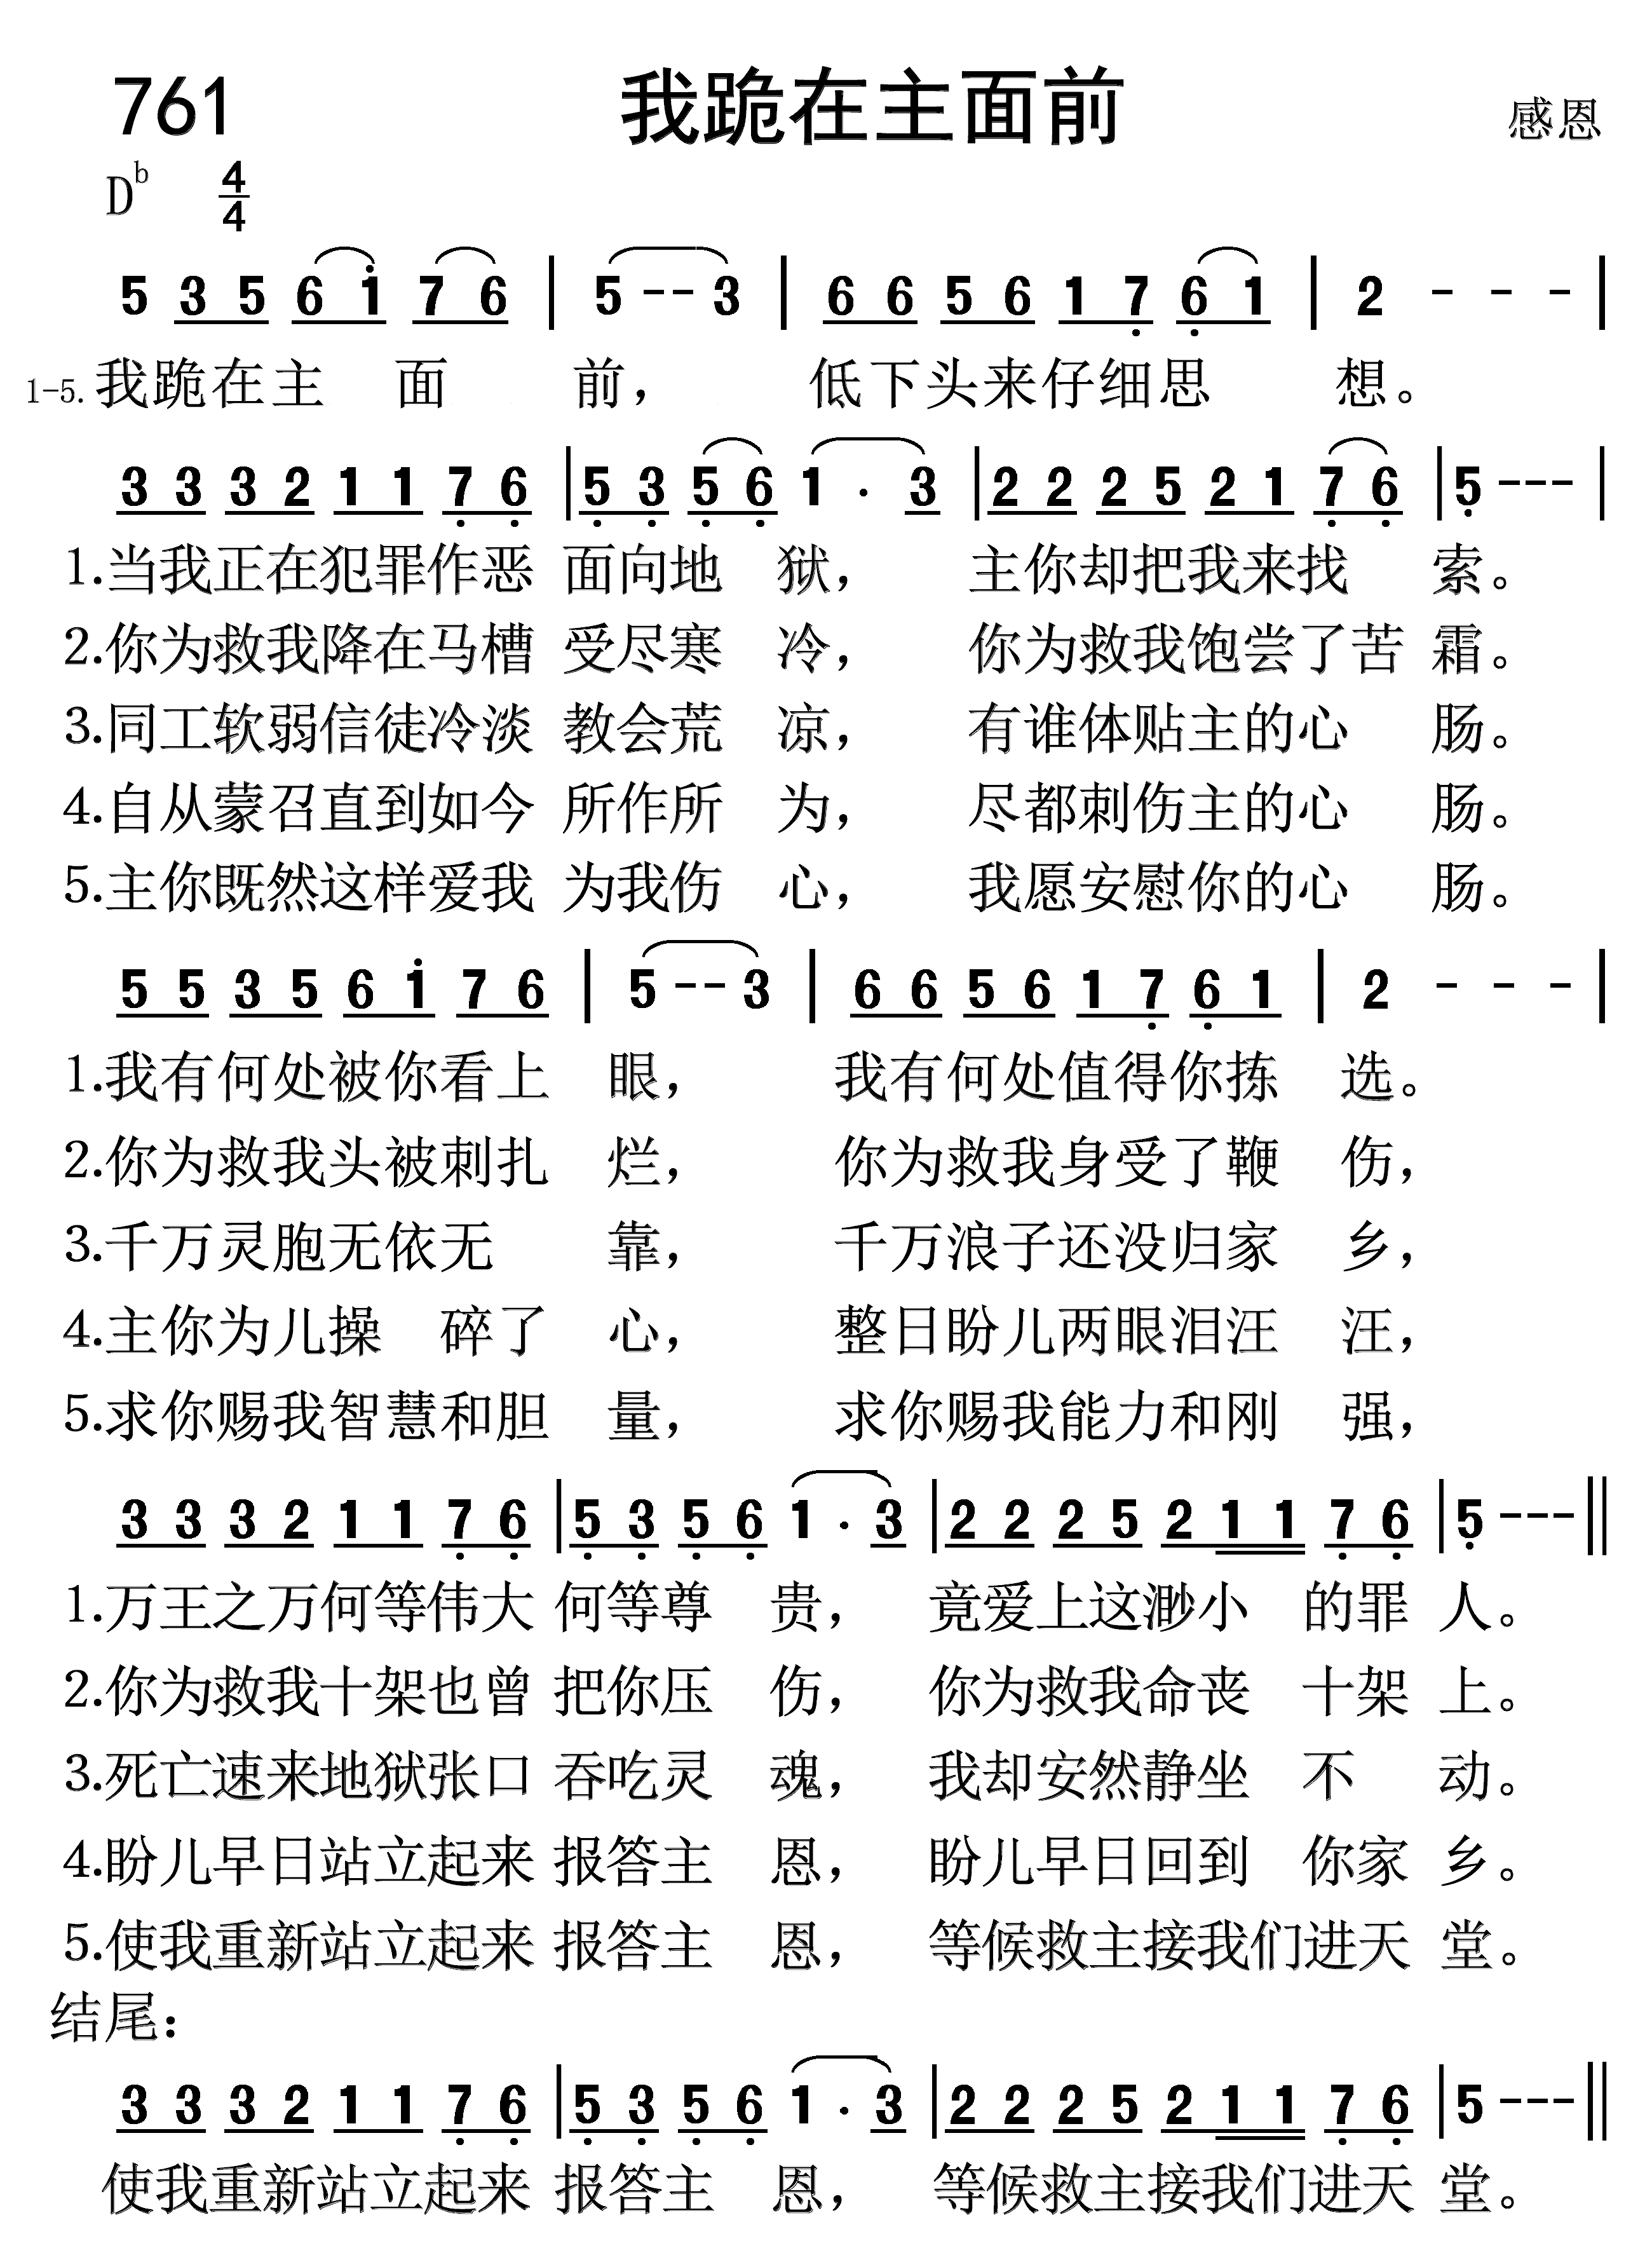 761 我跪在主面前 感恩
D♭ 4/4
5 3 5 6 i 7 6 | 5 - - 3 | 6 6 5 6 1 7 6 1 | 2 - - - |
1-5.我跪在主 面 前， 低下头来仔细思 想。
3 3 3 2 1 1 7 6 | 5 3 5 6 1 · 3 | 2 2 2 5 2 1 7 6 | 5 - - - |
1.当我正在犯罪作恶 面向地 狱， 主你却把我来找 索。
2.你为救我降在马槽 受尽寒 冷， 你为救我饱尝了苦 霜。
3.同工软弱信徒冷淡 教会荒 凉， 有谁体贴主的心 肠。
4.自从蒙召直到如今 所作所 为， 尽都刺伤主的心 肠。
5.主你既然这样爱我 为我伤 心， 我愿安慰你的心 肠。
5 5 3 5 6 i 7 6 | 5 - - 3 | 6 6 5 6 1 7 6 1 | 2 - - - |
1.我有何处被你看上 眼， 我有何处值得你拣 选。
2.你为救我头被刺扎 烂， 你为救我身受了鞭 伤，
3.千万灵胞无依无 靠， 千万浪子还没归家 乡，
4.主你为儿操 碎了 心， 整日盼儿两眼泪汪 汪，
5.求你赐我智慧和胆 量， 求你赐我能力和刚 强，
3 3 3 2 1 1 7 6 | 5 3 5 6 1 · 3 | 2 2 2 5 2 1 1 7 6 | 5 - - - ||
1.万王之万何等伟大 何等尊 贵， 竟爱上这渺小 的罪 人。
2.你为救我十架也曾 把你压 伤， 你为救我命丧 十架 上。
3.死亡速来地狱张口 吞吃灵 魂， 我却安然静坐 不 动。
4.盼儿早日站立起来 报答主 恩， 盼儿早日回到 你家 乡。
5.使我重新站立起来 报答主 恩， 等候救主接我们进天 堂。
结尾：
3 3 3 2 1 1 7 6 | 5 3 5 6 1 · 3 | 2 2 2 5 2 1 1 7 6 | 5 - - - ||
使我重新站立起来 报答主 恩， 等候救主接我们进天 堂。